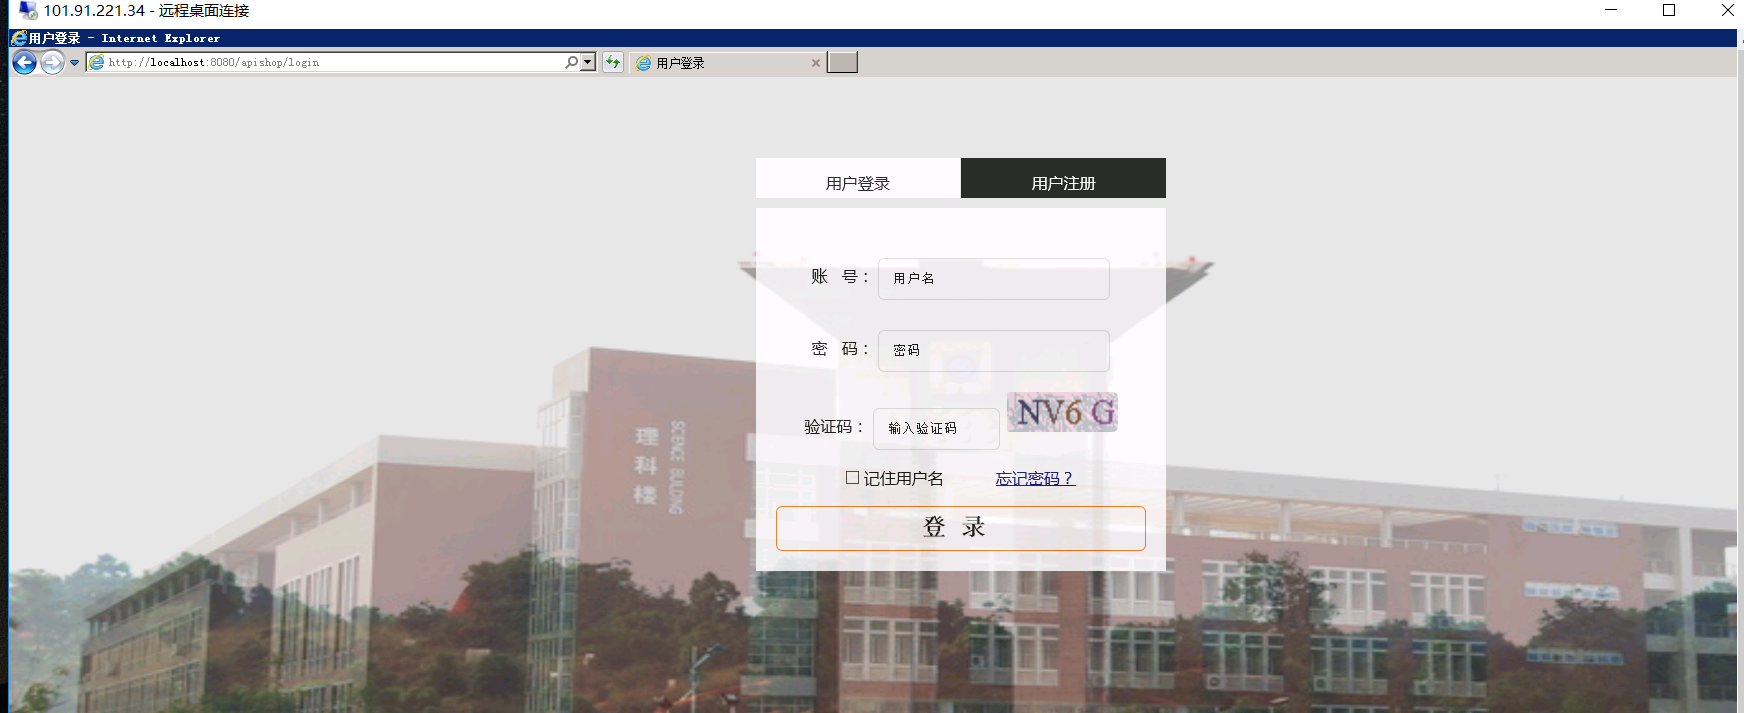 101.91.221.34 - 远程桌面连接
用户登录 - Internet Explorer
http://localhost:8080/apishop/login
用户登录
用户登录
用户注册
账 号：
用户名
密 码：
密码
验证码：
输入验证码
NV6 G
记住用户名
忘记密码？
登 录
理科楼
SCIENCE BUILDING